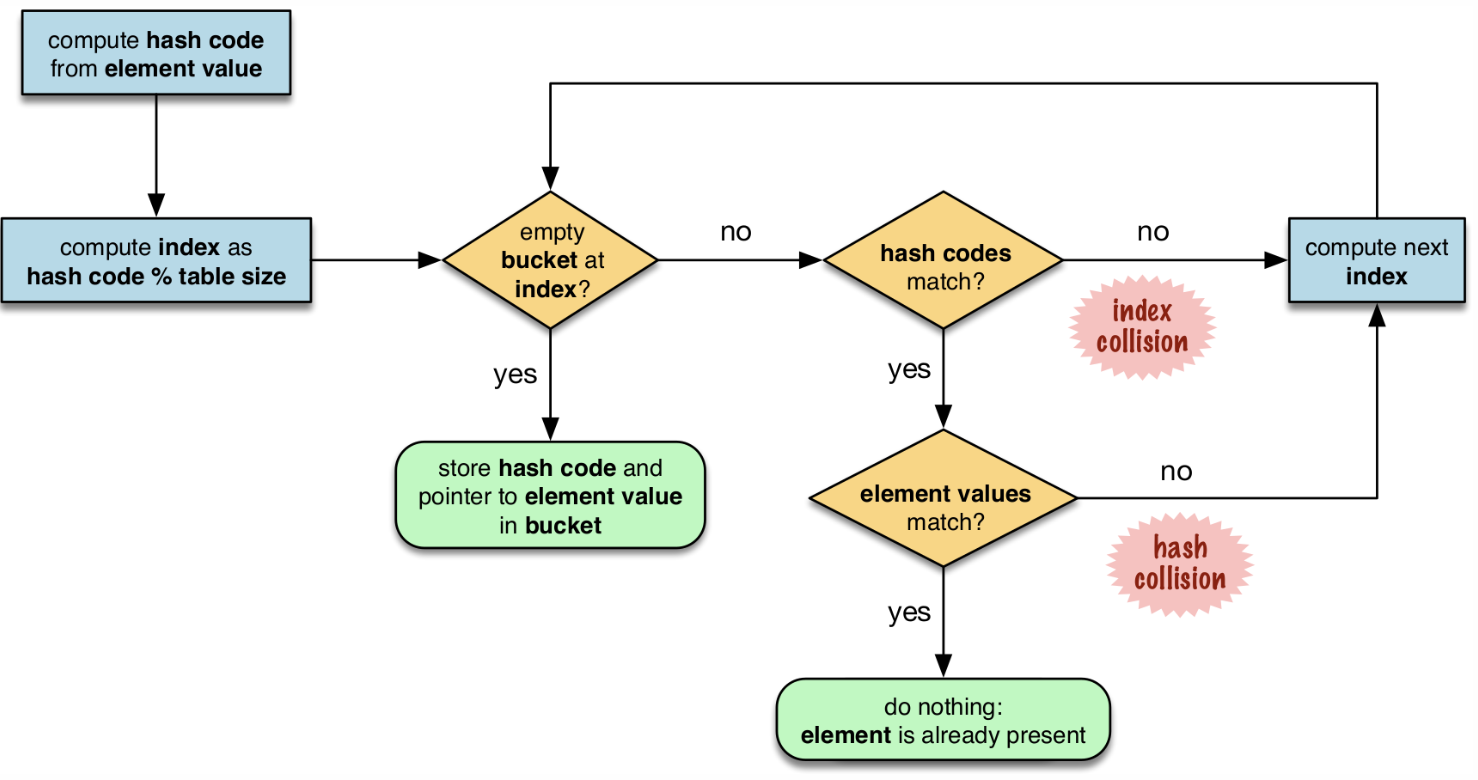 compute hash code
from element value
compute index as
hash code % table size
empty
bucket at
index?
no
hash codes
match?
no
compute next
index
index
collision
yes
store hash code and
pointer to element value
in bucket
yes
element values
match?
no
hash
collision
yes
do nothing:
element is already present